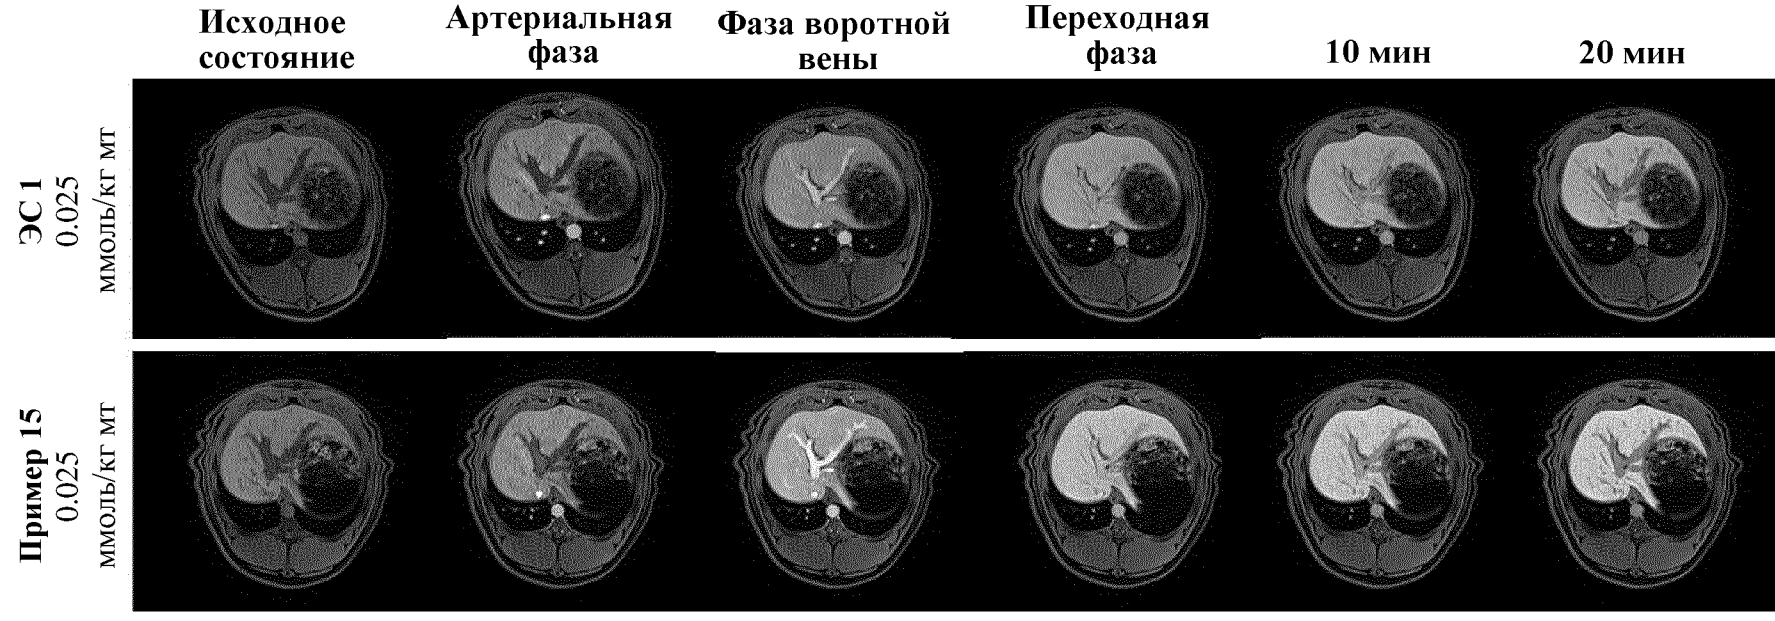 Исходное
состояние
Артериальная
фаза
Фаза воротной
вены
Переходная
фаза
10 мин
20 мин
ЭС 1
0.025
ммоль/кг мт
Пример 15
0.025
ммоль/кг мт